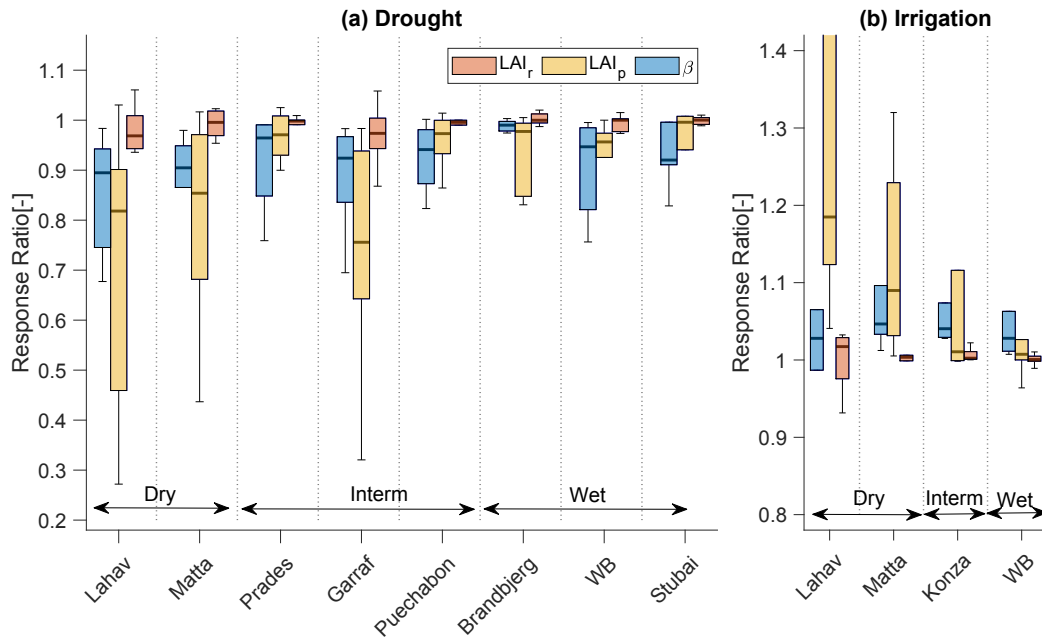 (a) Drought
Response Ratio[-]
1.1
1
0.9
0.8
0.7
0.6
0.5
0.4
0.3
0.2
LAI_r LAI_p β
Dry Interm Wet
Lahav Matta Prades Garraf Puechabon Brandbjerg WB Stubai
(b) Irrigation
Response Ratio[-]
1.4
1.3
1.2
1.1
1
0.9
0.8
Dry Interm Wet
Lahav Matta Konza WB